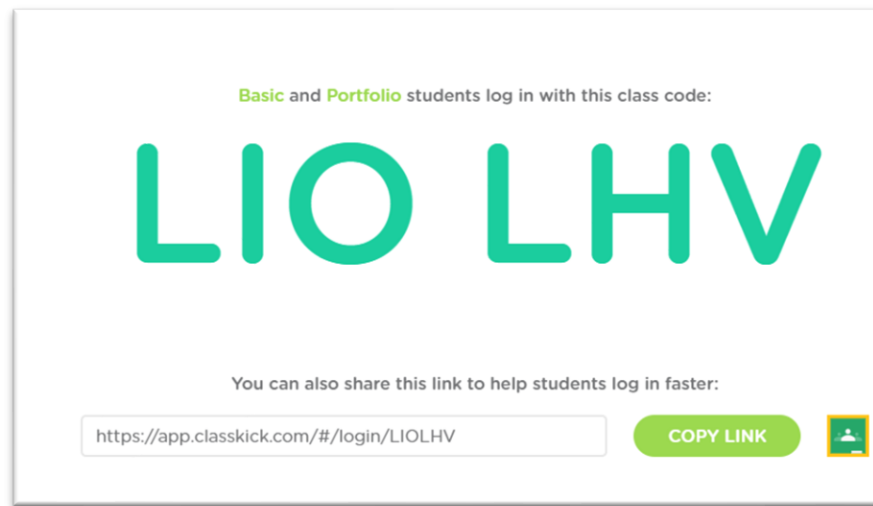 Basic and Portfolio students log in with this class code:
LIO LHV
You can also share this link to help students log in faster:
https://app.classkick.com/#/login/LIOLHV
COPY LINK